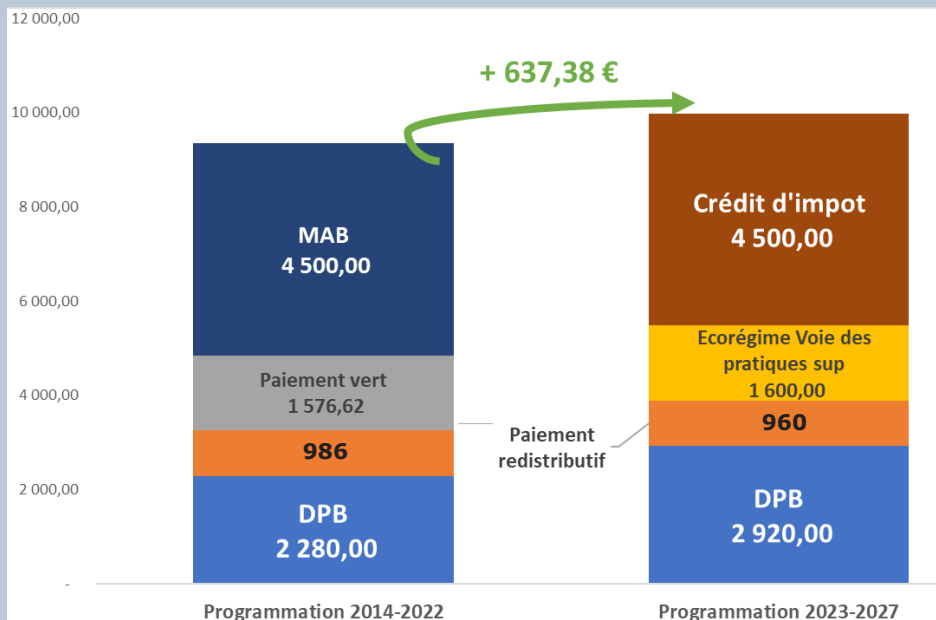 12 000,00
10 000,00
8 000,00
6 000,00
4 000,00
2 000,00
-
+ 637,38 €
MAB
4 500,00
Paiement vert
1 576,62
986
DPB
2 280,00
Paiement
redistributif
Crédit d'impot
4 500,00
Ecorégime Voie des
pratiques sup
1 600,00
960
DPB
2 920,00
Programmation 2014-2022
Programmation 2023-2027